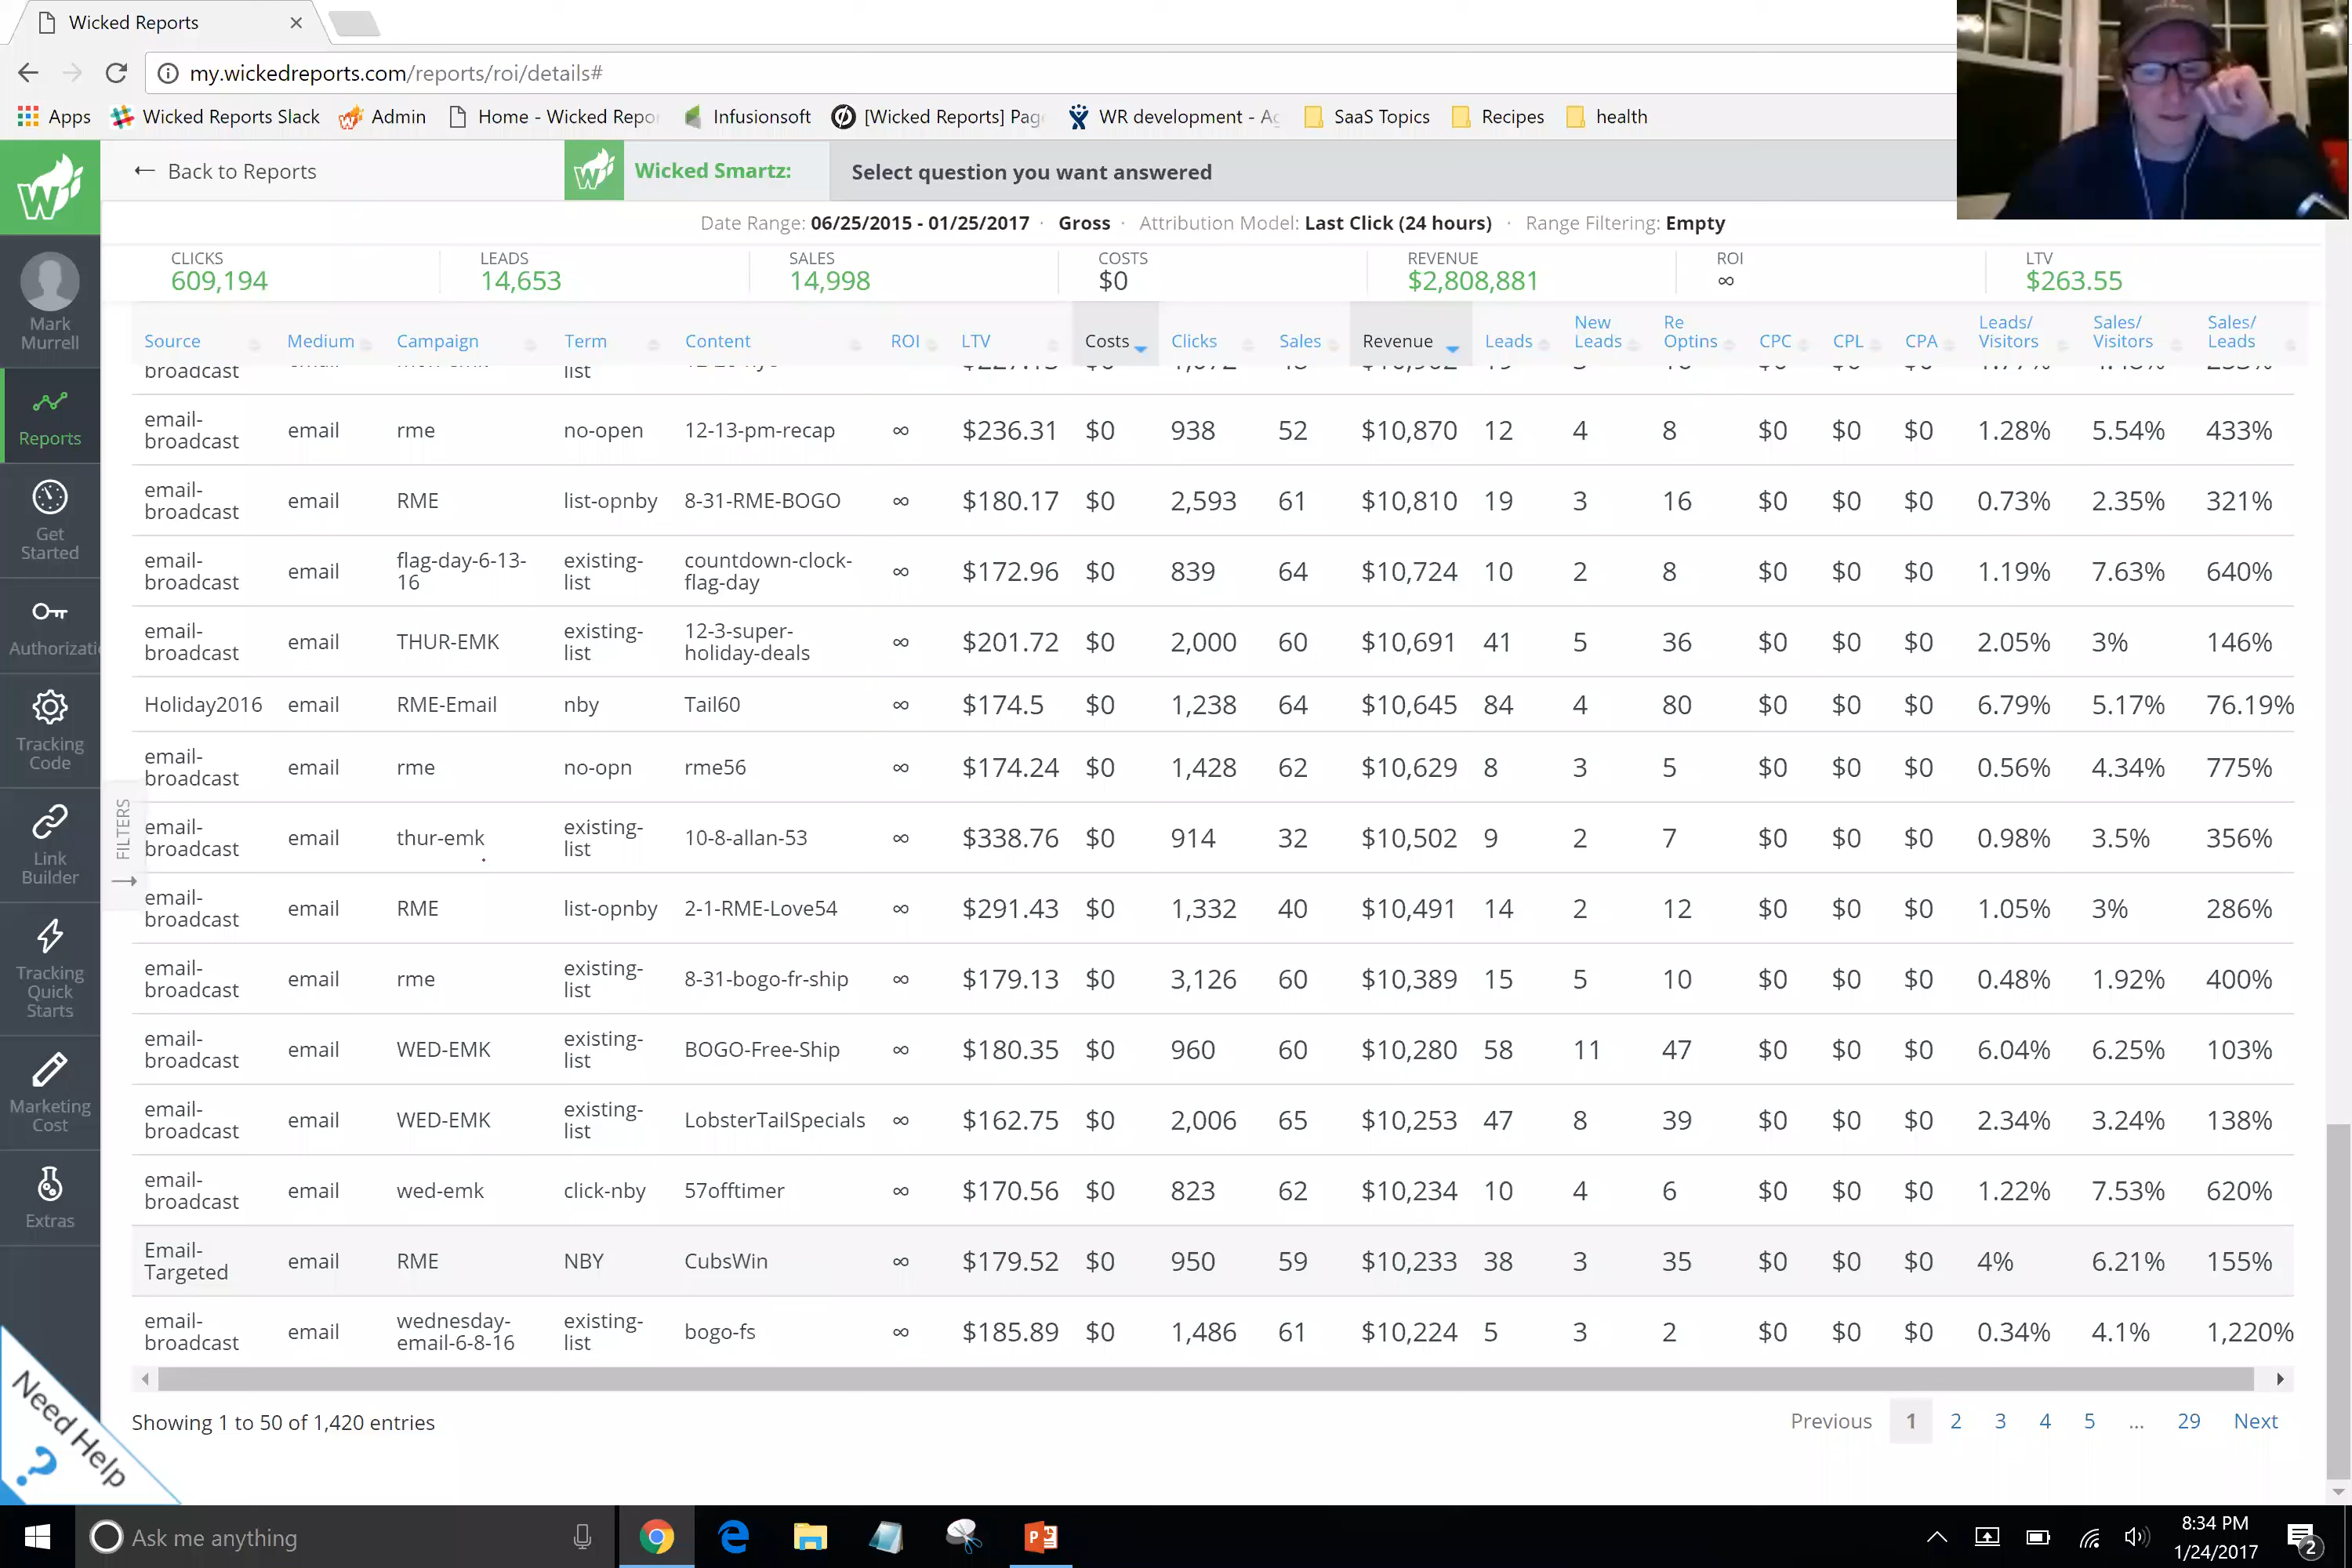 Wicked Reports
my.wickedreports.com/reports/roi/details#
Apps Wicked Reports Slack Admin Home - Wicked Repo Infusionsoft [Wicked Reports] Pag WR development - Ag SaaS Topics Recipes health
Back to Reports Wicked Smartz: Select question you want answered
Date Range: 06/25/2015 - 01/25/2017 · Gross · Attribution Model: Last Click (24 hours) · Range Filtering: Empty
CLICKS LEADS SALES COSTS REVENUE ROI LTV
609,194 14,653 14,998 $0 $2,808,881 ∞ $263.55
Mark Murrell
Reports
Get Started
Authorizati
Tracking Code
Link Builder
Tracking Quick Starts
Marketing Cost
Extras
FILTERS
Source Medium Campaign Term Content ROI LTV Costs Clicks Sales Revenue Leads New Leads Re Optins CPC CPL CPA Leads/ Visitors Sales/ Visitors Sales/ Leads
broadcast list
email-broadcast email rme no-open 12-13-pm-recap ∞ $236.31 $0 938 52 $10,870 12 4 8 $0 $0 $0 1.28% 5.54% 433%
email-broadcast email RME list-opnby 8-31-RME-BOGO ∞ $180.17 $0 2,593 61 $10,810 19 3 16 $0 $0 $0 0.73% 2.35% 321%
email-broadcast email flag-day-6-13-16 existing-list countdown-clock-flag-day ∞ $172.96 $0 839 64 $10,724 10 2 8 $0 $0 $0 1.19% 7.63% 640%
email-broadcast email THUR-EMK existing-list 12-3-super-holiday-deals ∞ $201.72 $0 2,000 60 $10,691 41 5 36 $0 $0 $0 2.05% 3% 146%
Holiday2016 email RME-Email nby Tail60 ∞ $174.5 $0 1,238 64 $10,645 84 4 80 $0 $0 $0 6.79% 5.17% 76.19%
email-broadcast email rme no-opn rme56 ∞ $174.24 $0 1,428 62 $10,629 8 3 5 $0 $0 $0 0.56% 4.34% 775%
email-broadcast email thur-emk existing-list 10-8-allan-53 ∞ $338.76 $0 914 32 $10,502 9 2 7 $0 $0 $0 0.98% 3.5% 356%
email-broadcast email RME list-opnby 2-1-RME-Love54 ∞ $291.43 $0 1,332 40 $10,491 14 2 12 $0 $0 $0 1.05% 3% 286%
email-broadcast email rme existing-list 8-31-bogo-fr-ship ∞ $179.13 $0 3,126 60 $10,389 15 5 10 $0 $0 $0 0.48% 1.92% 400%
email-broadcast email WED-EMK existing-list BOGO-Free-Ship ∞ $180.35 $0 960 60 $10,280 58 11 47 $0 $0 $0 6.04% 6.25% 103%
email-broadcast email WED-EMK existing-list LobsterTailSpecials ∞ $162.75 $0 2,006 65 $10,253 47 8 39 $0 $0 $0 2.34% 3.24% 138%
email-broadcast email wed-emk click-nby 57offtimer ∞ $170.56 $0 823 62 $10,234 10 4 6 $0 $0 $0 1.22% 7.53% 620%
Email-Targeted email RME NBY CubsWin ∞ $179.52 $0 950 59 $10,233 38 3 35 $0 $0 $0 4% 6.21% 155%
email-broadcast email wednesday-email-6-8-16 existing-list bogo-fs ∞ $185.89 $0 1,486 61 $10,224 5 3 2 $0 $0 $0 0.34% 4.1% 1,220%
Showing 1 to 50 of 1,420 entries Previous 1 2 3 4 5 ... 29 Next
Need Help ?
Ask me anything 8:34 PM
1/24/2017 2